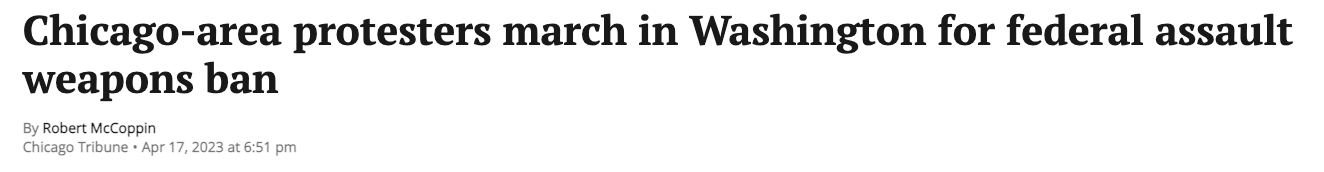 Chicago-area protesters march in Washington for federal assault
weapons ban
By Robert McCoppin
Chicago Tribune • Apr 17, 2023 at 6:51 pm